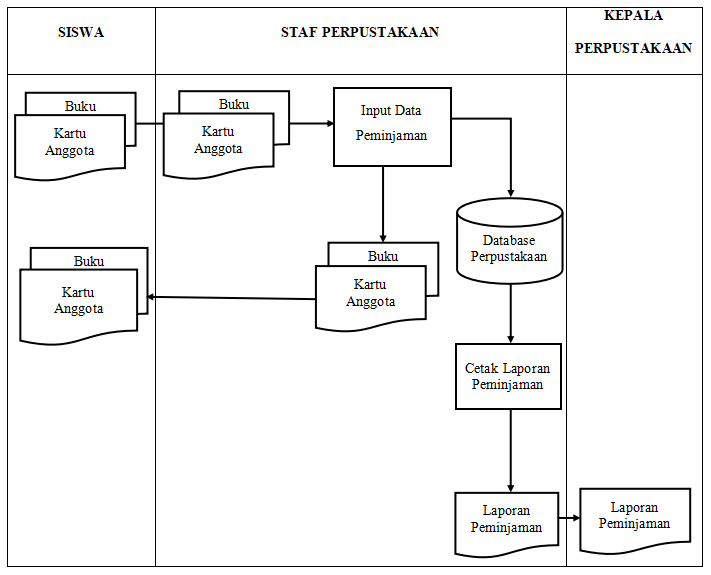 SISWA
STAF PERPUSTAKAAN
KEPALA
PERPUSTAKAAN
Buku
Kartu
Anggota
Buku
Kartu
Anggota
Input Data
Peminjaman
Database
Perpustakaan
Buku
Kartu
Anggota
Buku
Kartu
Anggota
Cetak Laporan
Peminjaman
Laporan
Peminjaman
Laporan
Peminjaman